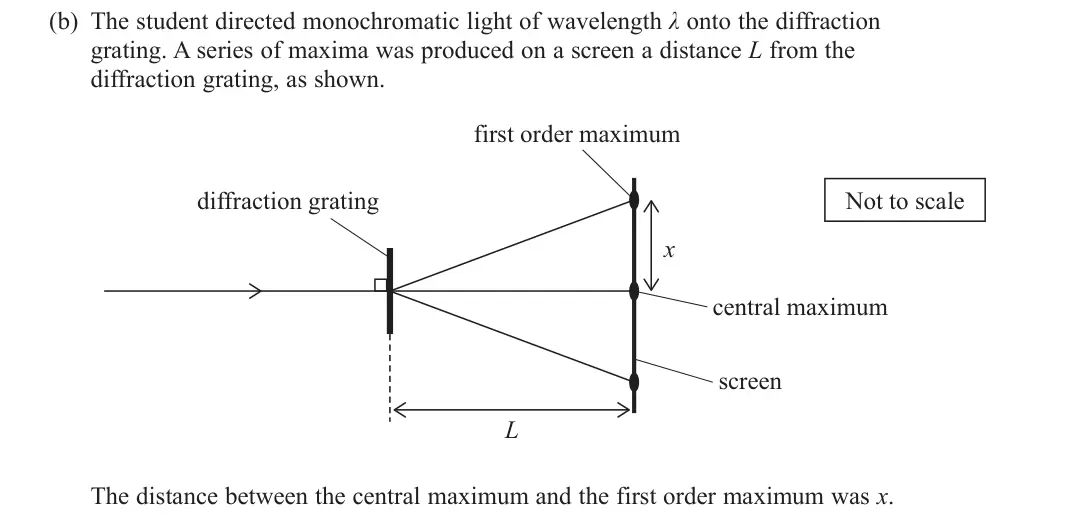 (b) The student directed monochromatic light of wavelength λ onto the diffraction
grating. A series of maxima was produced on a screen a distance L from the
diffraction grating, as shown.
first order maximum
diffraction grating
Not to scale
x
central maximum
screen
L
The distance between the central maximum and the first order maximum was x.